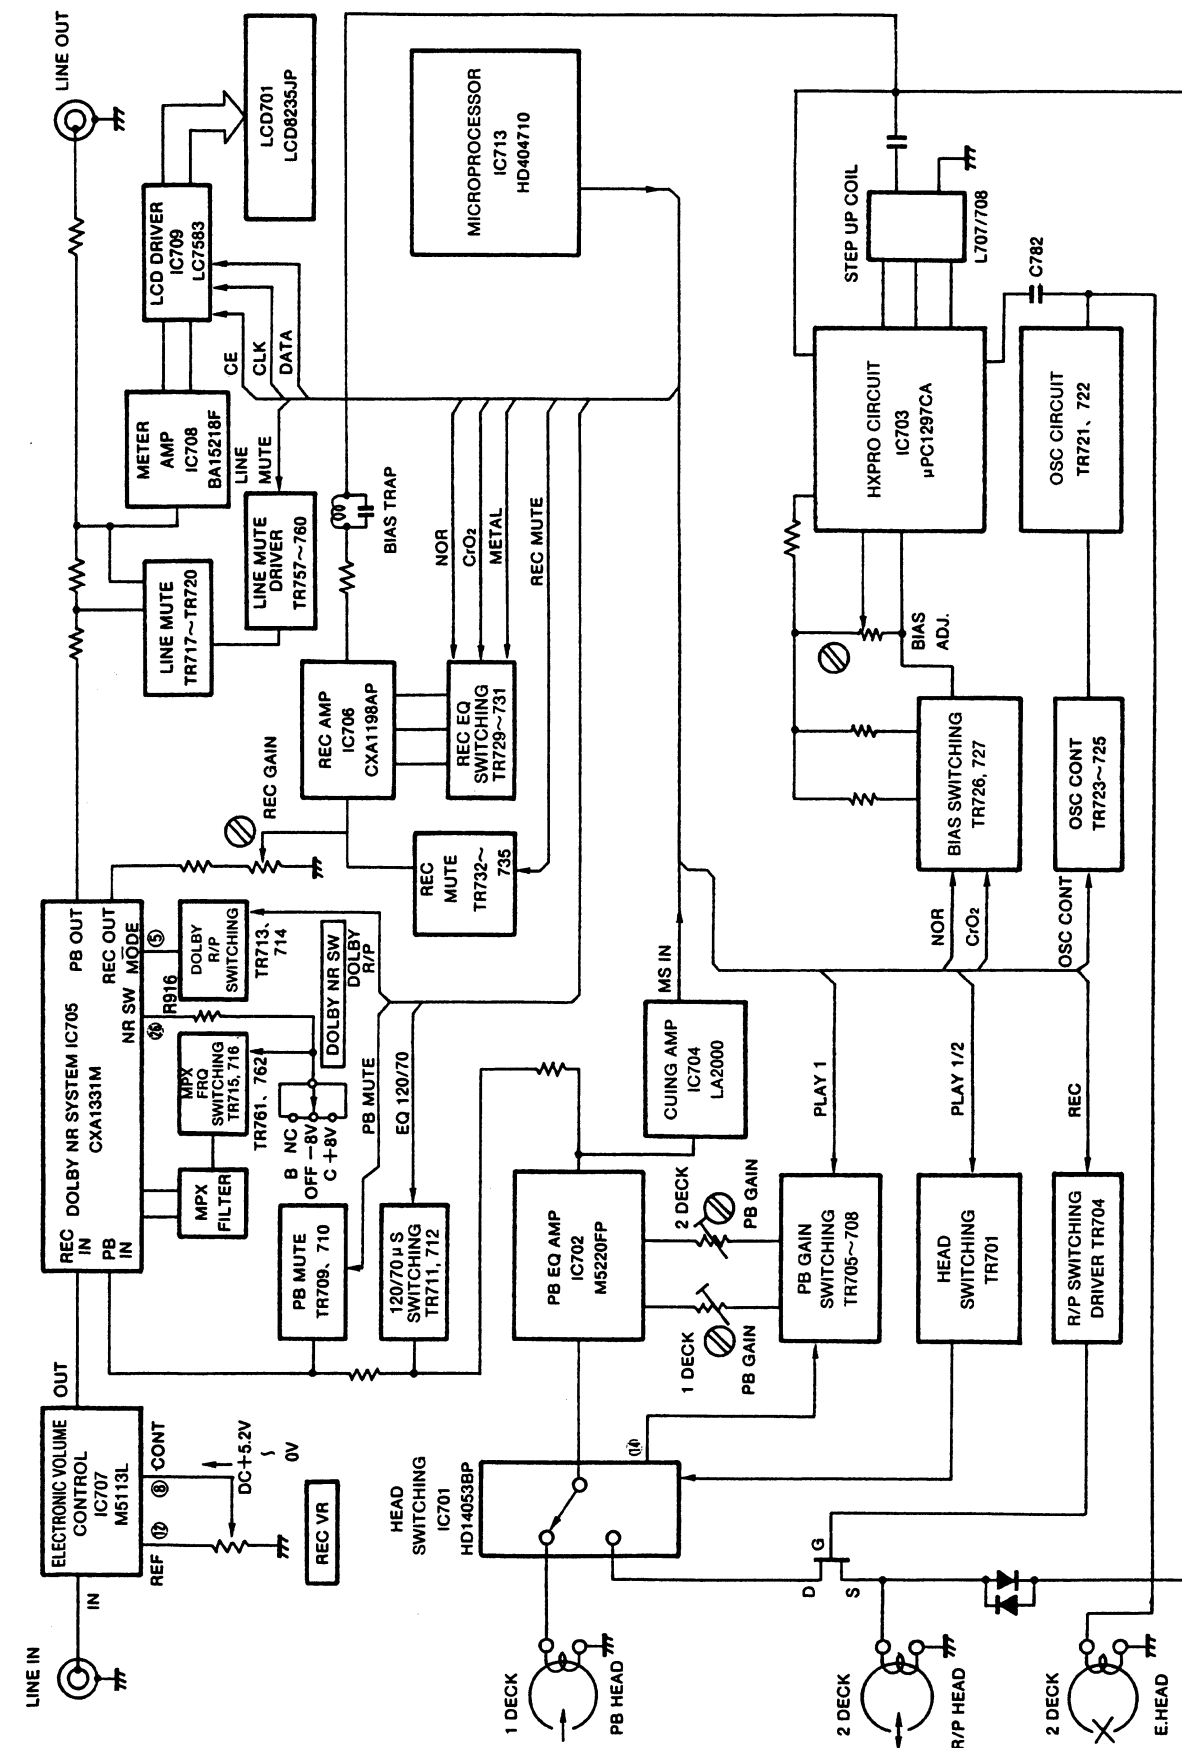 LINE IN
IN
ELECTRONIC VOLUME
CONTROL
IC707
M5113L
OUT
REF ⑫
⑧ CONT
DC+5.2V
～
0V
REC VR
REC
IN
PB
IN
DOLBY NR SYSTEM IC705
CXA1331M
NR SW
MODE
REC OUT
PB OUT
⑤
R916
MPX
FILTER
MPX
FRQ
SWITCHING
TR715, 716
TR761、762
DOLBY
R/P
SWITCHING
TR713、
714
B NC
OFF −8V
C +8V
DOLBY NR SW
DOLBY
R/P
PB MUTE
EQ 120/70
PB MUTE
TR709、710
120/70 µS
SWITCHING
TR711, 712
REC GAIN
LINE MUTE
TR717～TR720
LINE MUTE
DRIVER
TR757～760
LINE
MUTE
METER
AMP
IC708
BA15218F
LCD DRIVER
IC709
LC7583
LCD701
LCD8235JP
LINE OUT
CE
CLK
DATA
REC AMP
IC706
CXA1198AP
BIAS TRAP
REC EQ
SWITCHING
TR729～731
NOR
CrO2
METAL
REC MUTE
REC
MUTE
TR732～
735
MICROPROCESSOR
IC713
HD404710
HEAD
SWITCHING
IC701
HD14053BP
PB EQ AMP
IC702
M5220FP
CUING AMP
IC704
LA2000
MS IN
1 DECK
PB GAIN
2 DECK
PB GAIN
PB GAIN
SWITCHING
TR705～708
PLAY 1
HEAD
SWITCHING
TR701
PLAY 1/2
R/P SWITCHING
DRIVER TR704
REC
NOR
CrO2
OSC CONT
BIAS SWITCHING
TR726, 727
OSC CONT
TR723～725
BIAS
ADJ.
HXPRO CIRCUIT
IC703
µPC1297CA
OSC CIRCUIT
TR721、722
STEP UP COIL
L707/708
C782
D
G
S
1 DECK
PB HEAD
2 DECK
R/P HEAD
2 DECK
E.HEAD